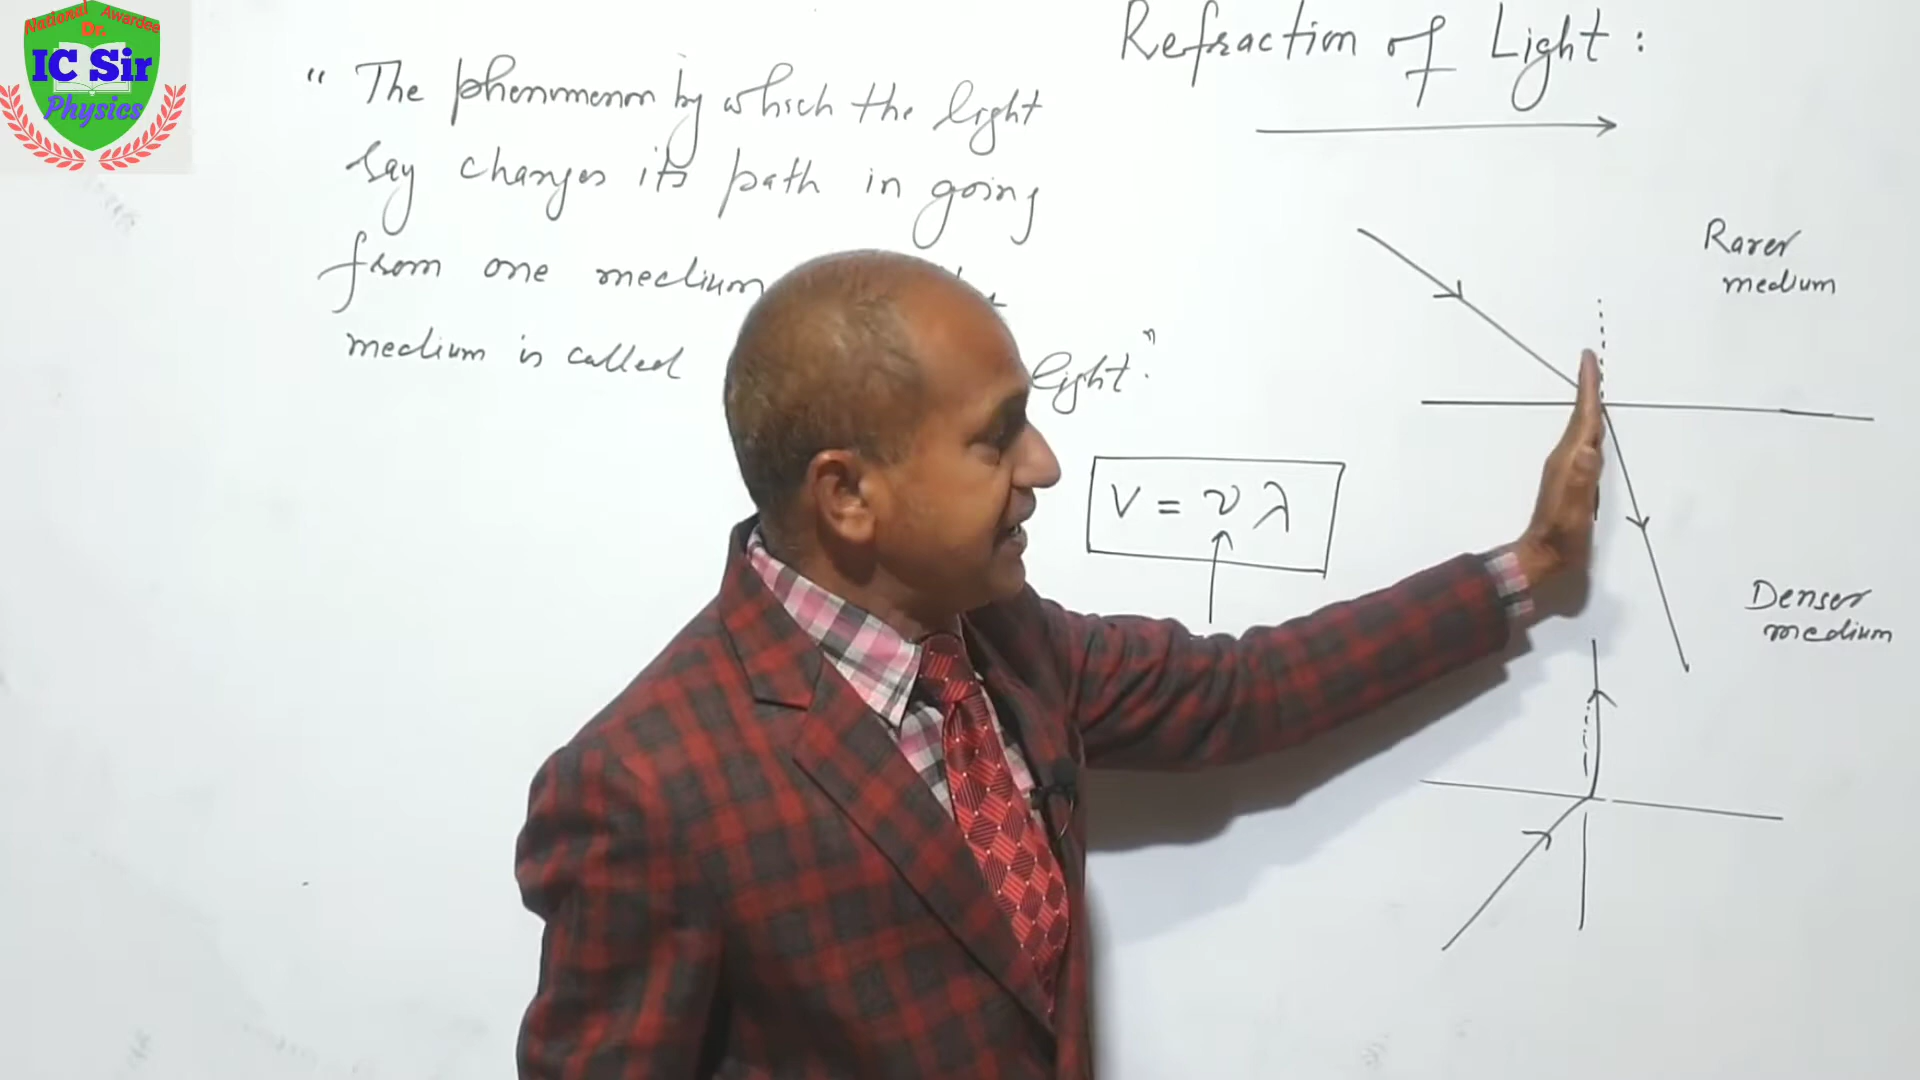 National Awardee
Dr.
IC Sir
Physics
Refraction of Light :
" The phenomenon by which the light
ray changes its path in going
from one medium
medium is called light."
Rarer
medium
V = ν λ
Denser
medium